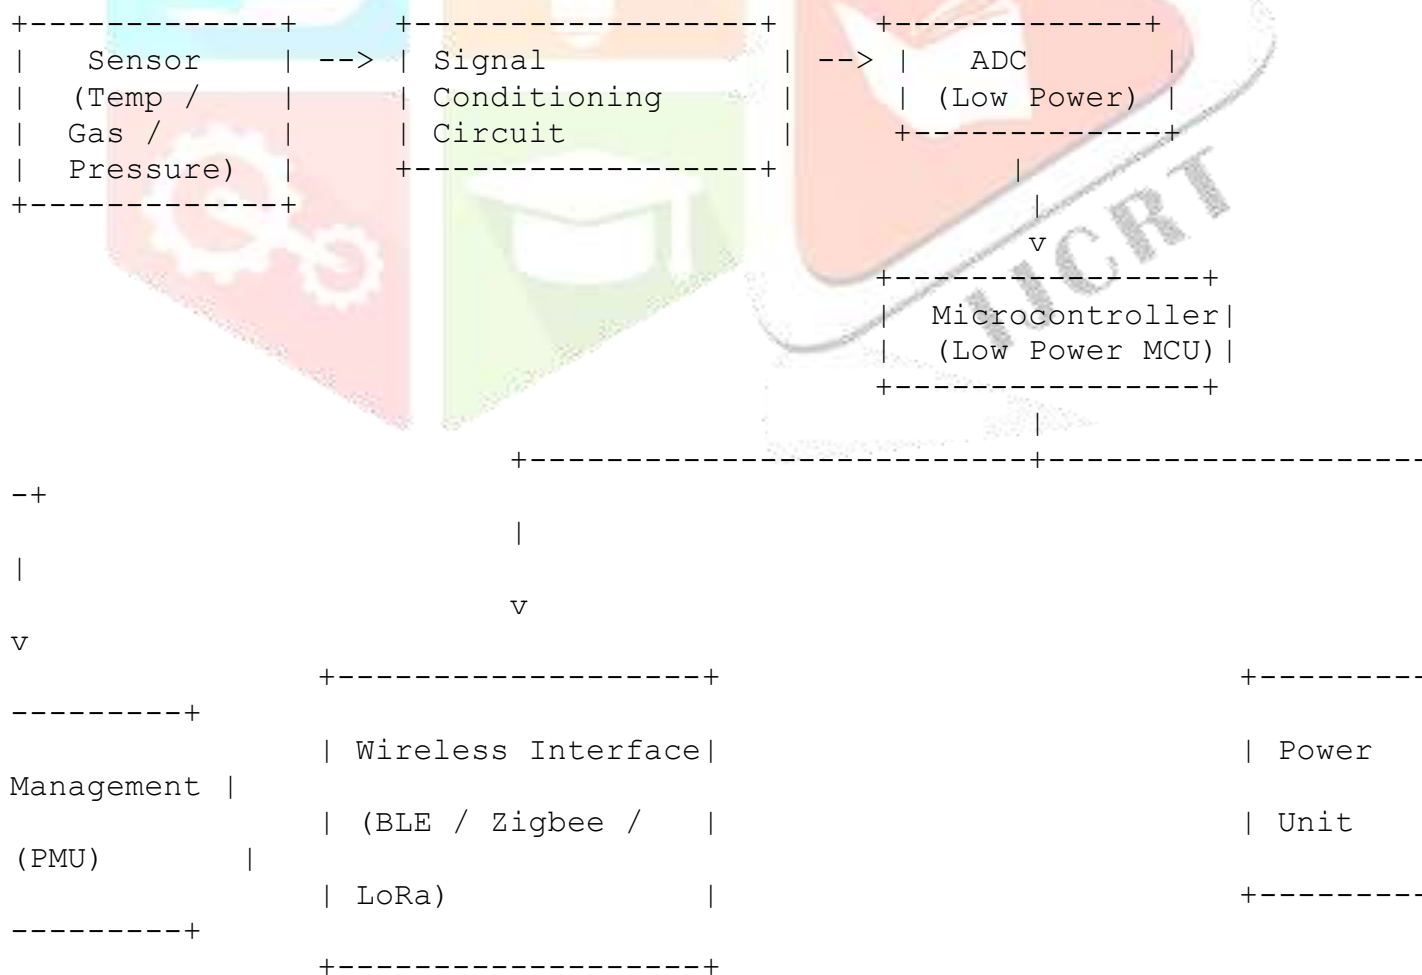 +-------------+ +-----------------+ +-------------+
| Sensor | --> | Signal | --> | ADC |
| (Temp / | | Conditioning | | (Low Power) |
| Gas / | | Circuit | +-------------+
| Pressure) | +------------------+ |
+-------------+ |
v
+----------------+
| Microcontroller|
| (Low Power MCU)|
+----------------+
|
+--------------------------+-------------------
-+
|
|
v
v
+-------------------+ +---------
---------+
| Wireless Interface| | Power
Management |
| (BLE / Zigbee / | | Unit
(PMU) |
| LoRa) | +---------
---------+
+-------------------+
IJCRT